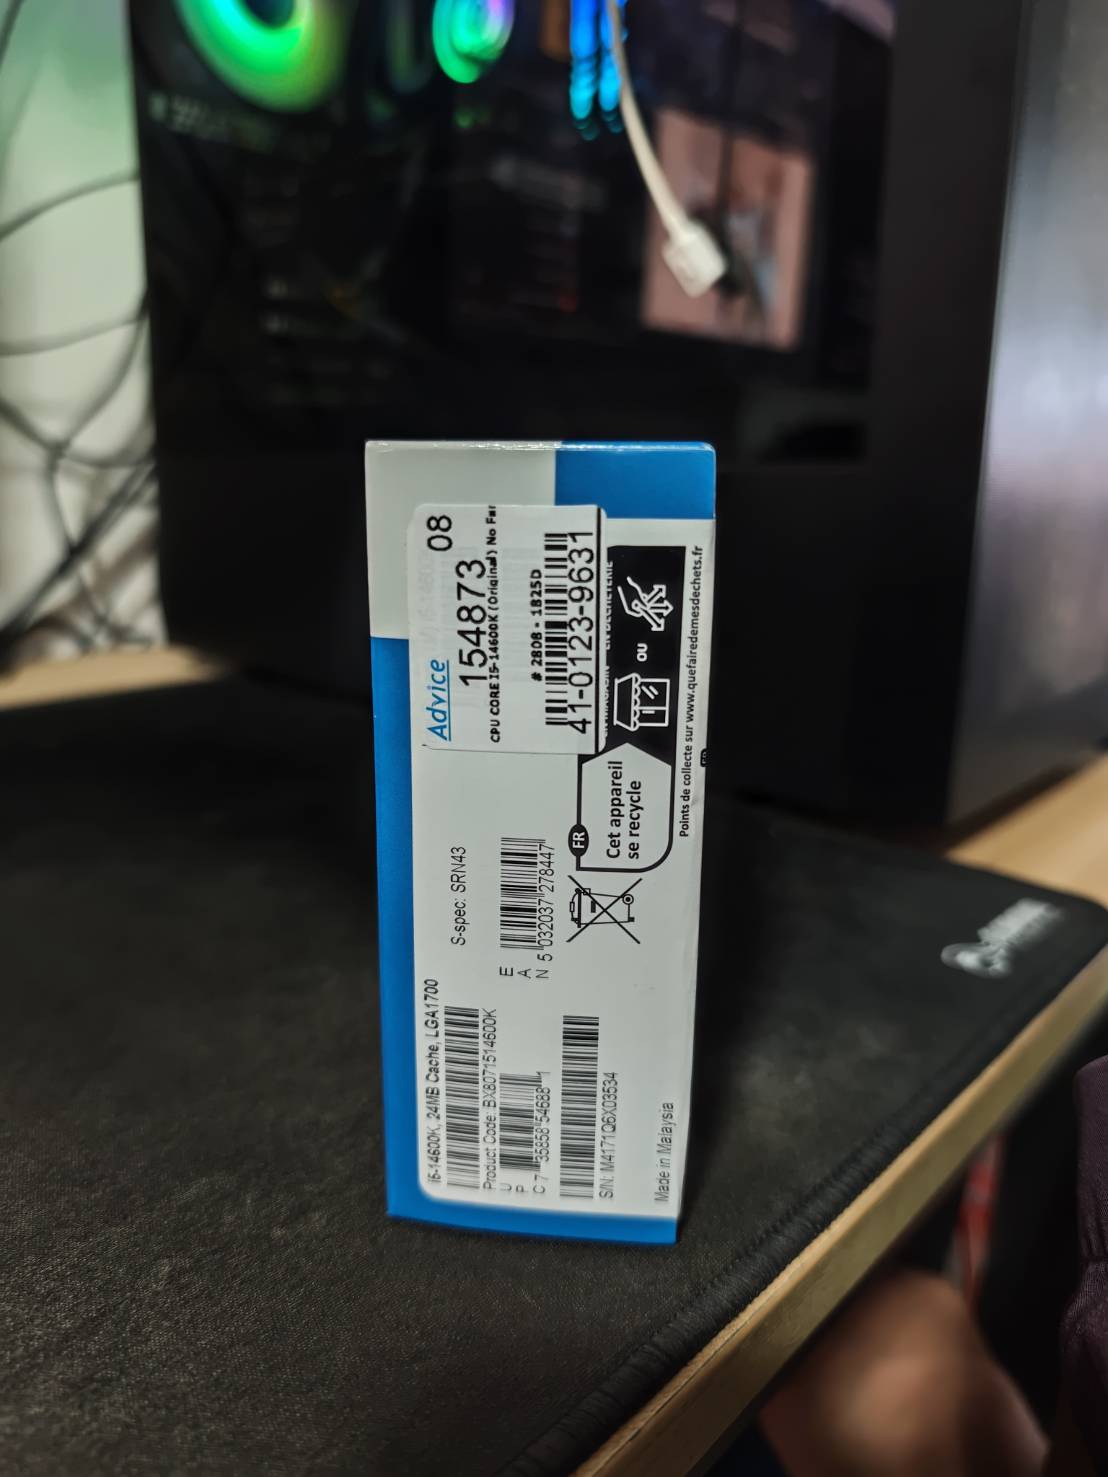 Advice
08
154873
CPU CORE I5-14600K (Original) No Fan
# 2808 - 1825D
41-0123-9631
OU
FR
Cet appareil
se recycle
Points de collecte sur www.quefairedemesdechets.fr
S-spec: SRN43
E
A
N
5 032037 278447
i5-14600K, 24MB Cache, LGA1700
Product Code: BX8071514600K
U
P
C
7 35858 54688 1
S/N: M4171Q6X03534
Made in Malaysia